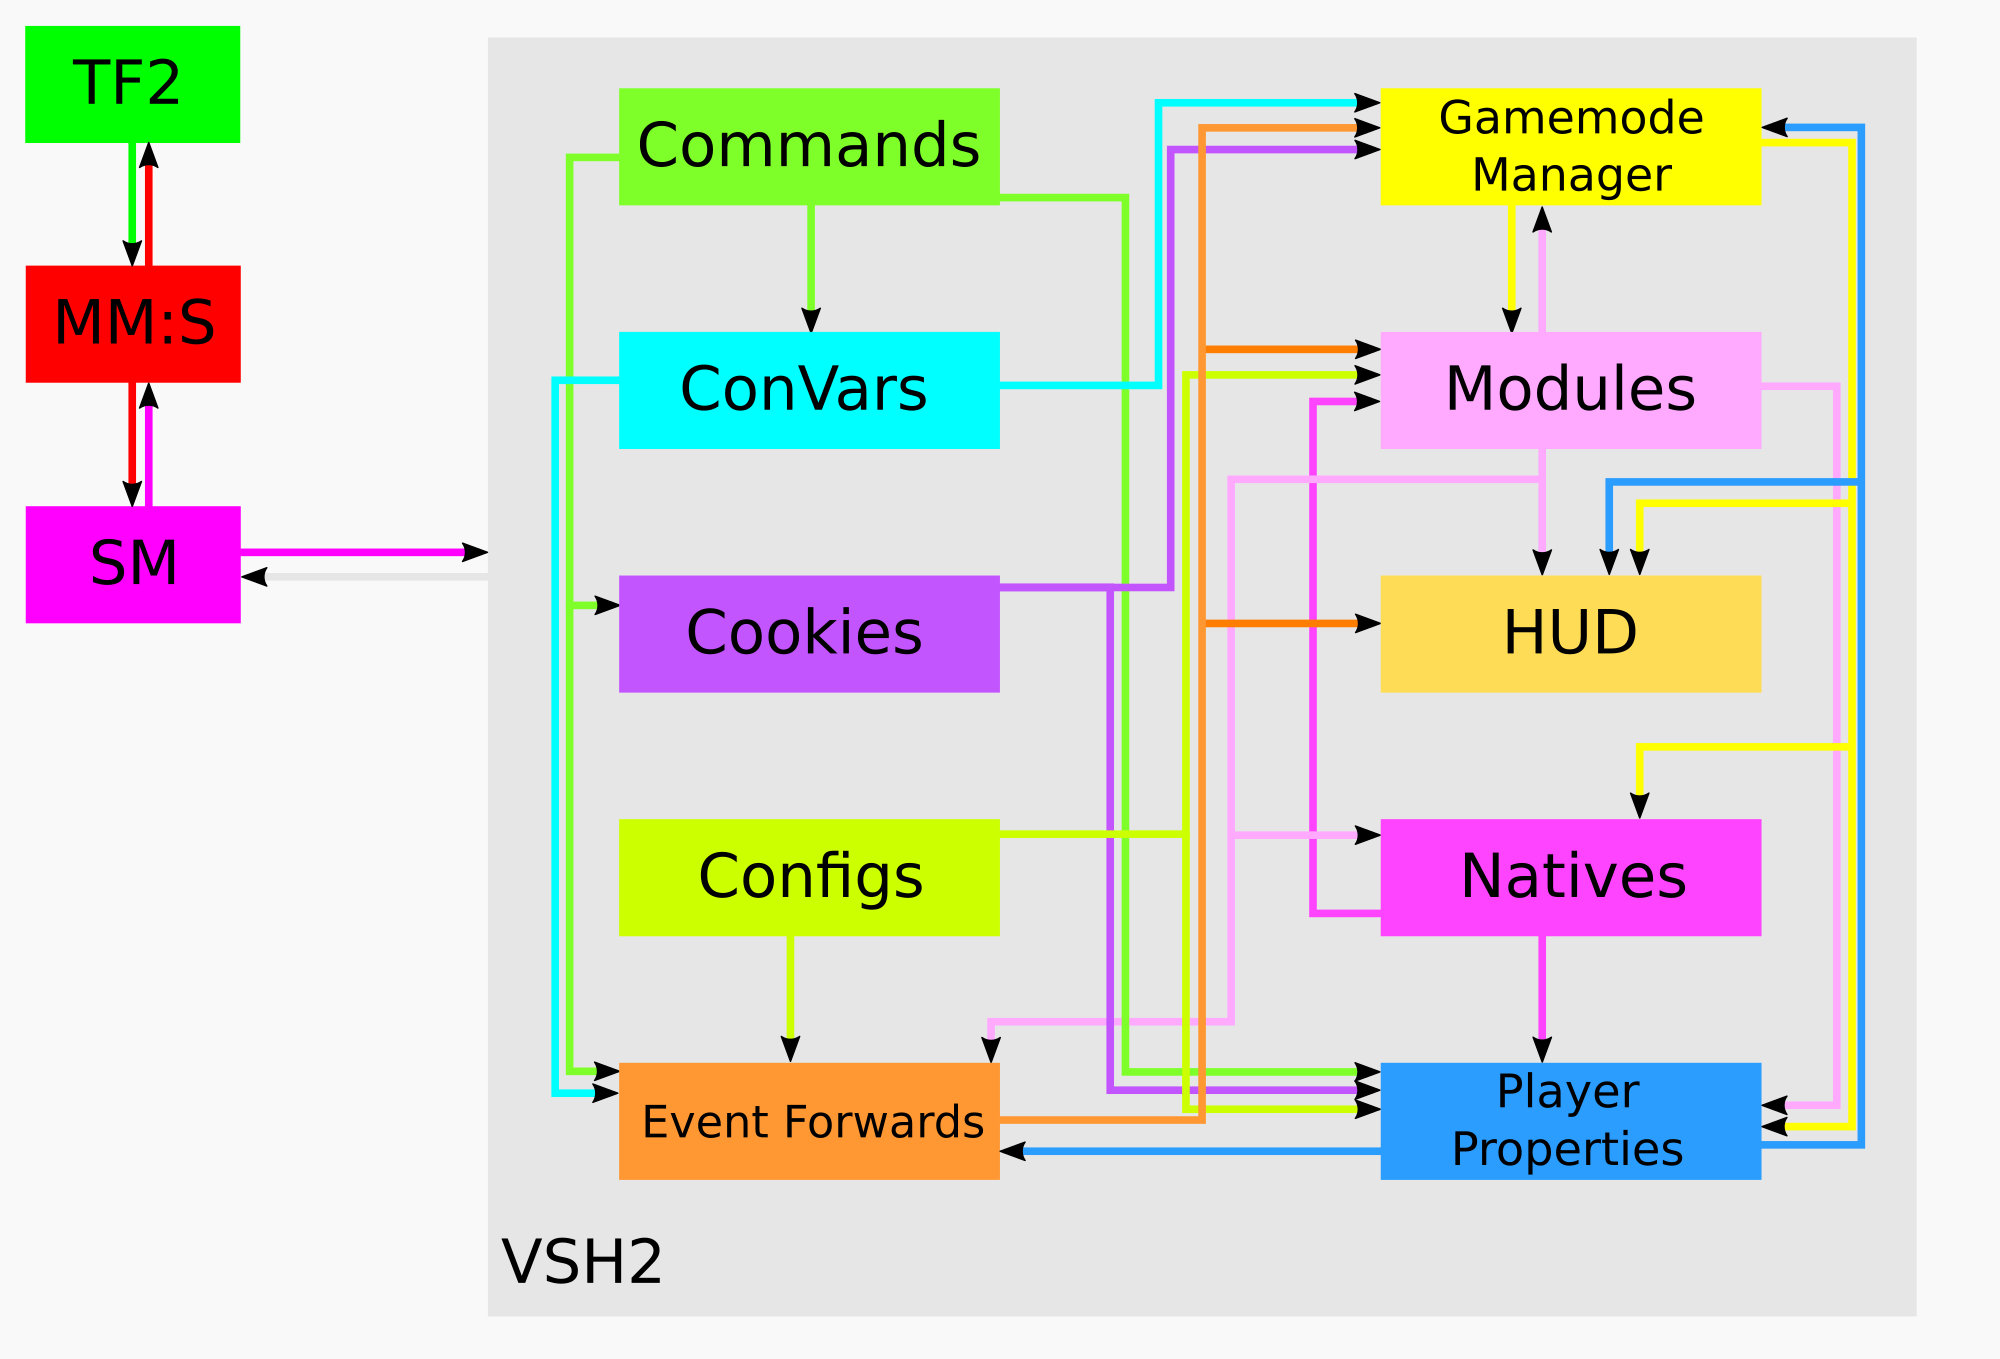 TF2
MM:S
SM
Commands
ConVars
Cookies
Configs
Event Forwards
Gamemode
Manager
Modules
HUD
Natives
Player
Properties
VSH2